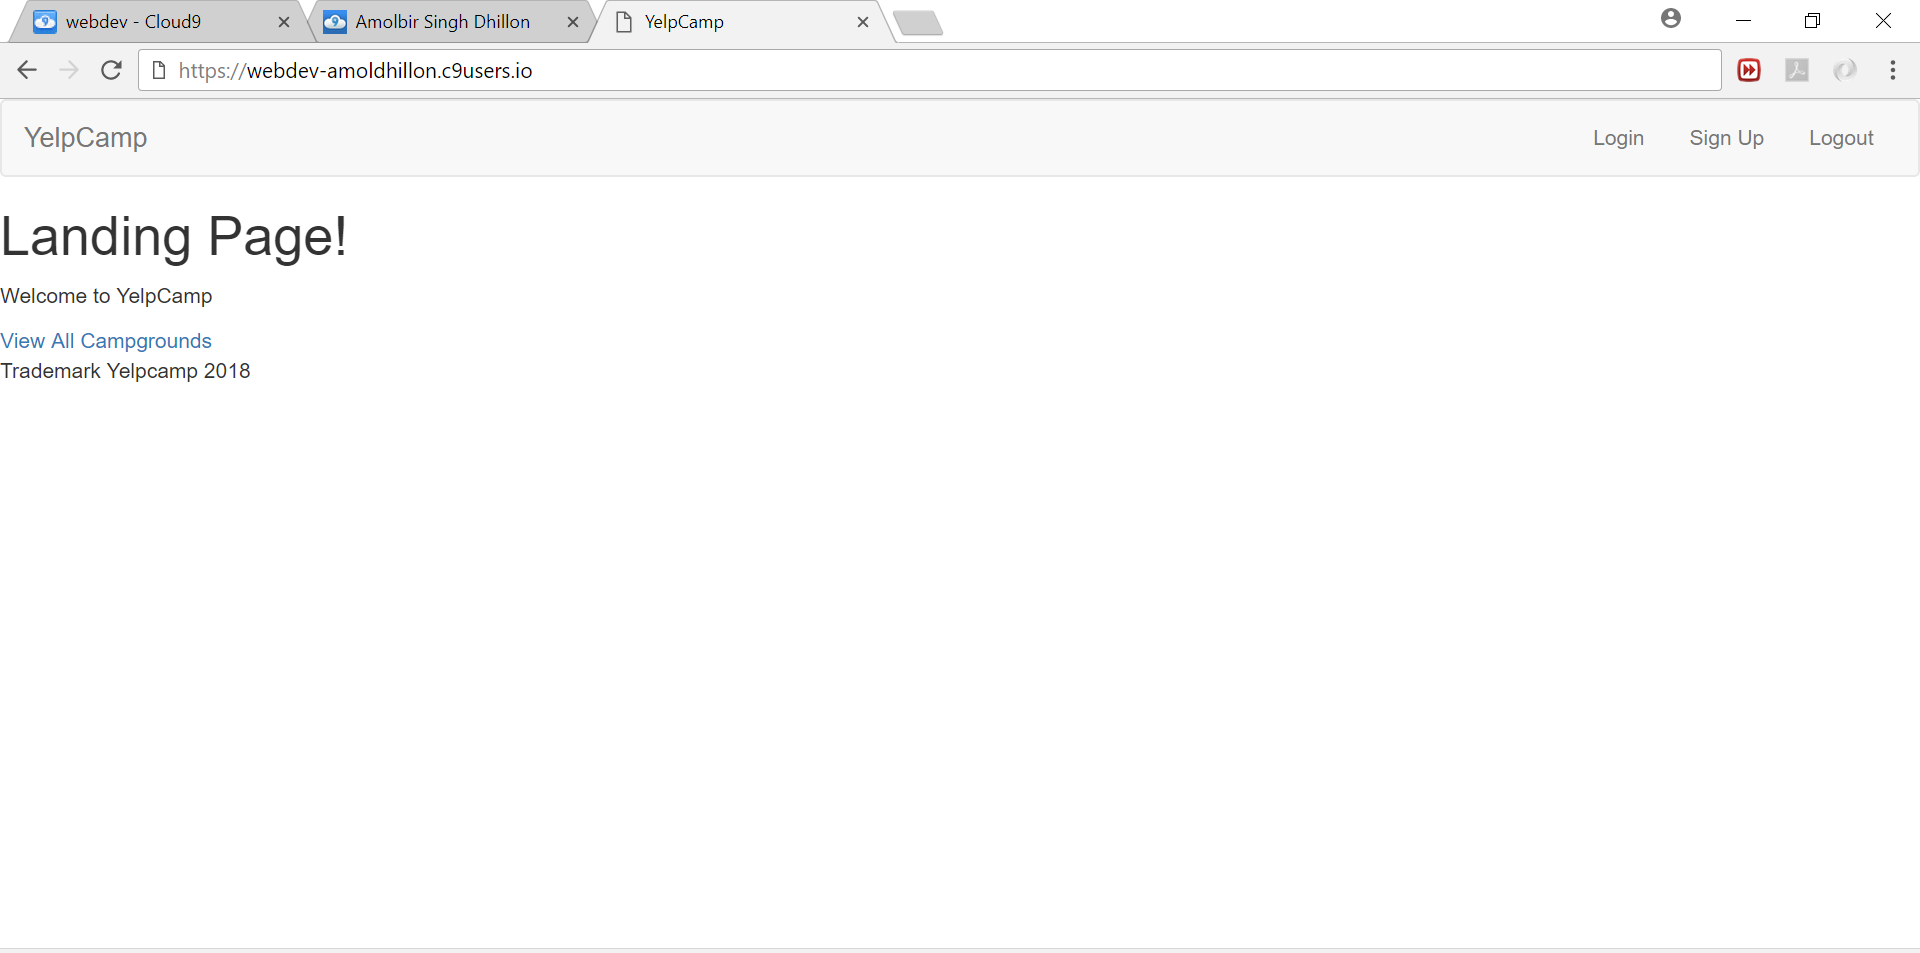 webdev - Cloud9
Amolbir Singh Dhillon
YelpCamp
https://webdev-amoldhillon.c9users.io
YelpCamp
Login
Sign Up
Logout
Landing Page!
Welcome to YelpCamp
View All Campgrounds
Trademark Yelpcamp 2018